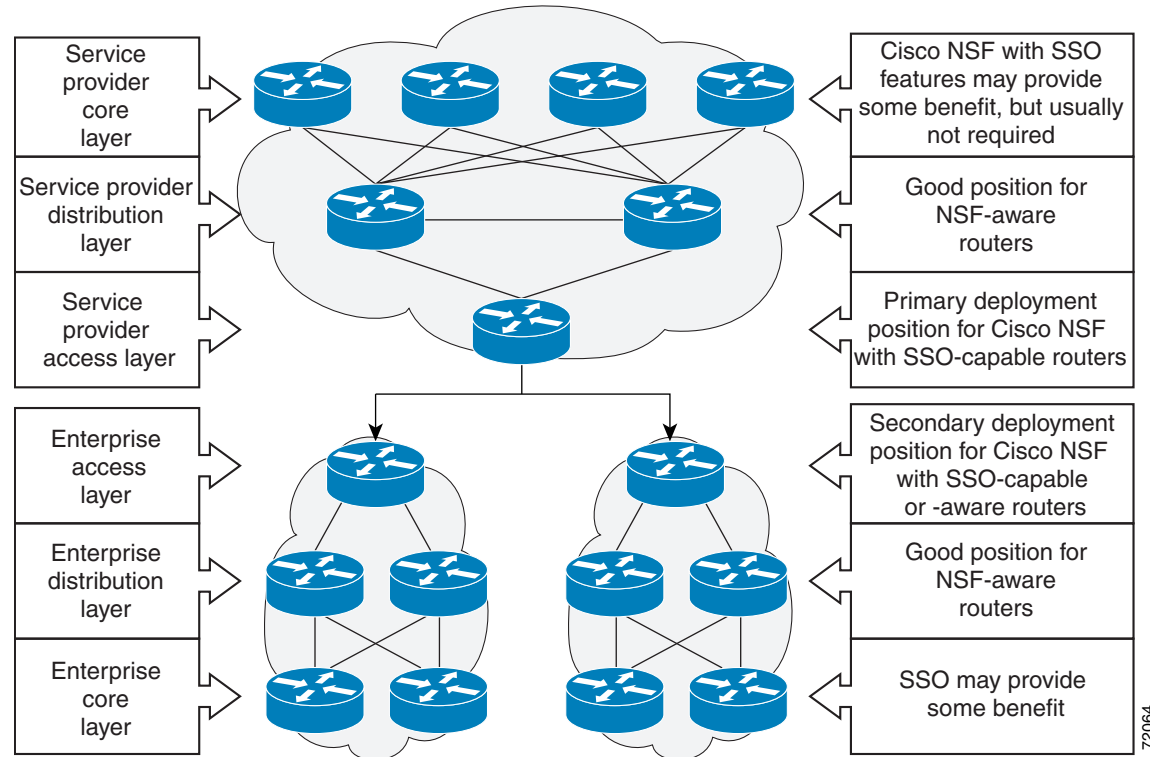 Service
provider
core
layer
Cisco NSF with SSO
features may provide
some benefit, but usually
not required
Service provider
distribution
layer
Good position for
NSF-aware
routers
Service
provider
access layer
Primary deployment
position for Cisco NSF
with SSO-capable routers
Enterprise
access
layer
Secondary deployment
position for Cisco NSF
with SSO-capable
or -aware routers
Enterprise
distribution
layer
Good position for
NSF-aware
routers
Enterprise
core
layer
SSO may provide
some benefit
72064